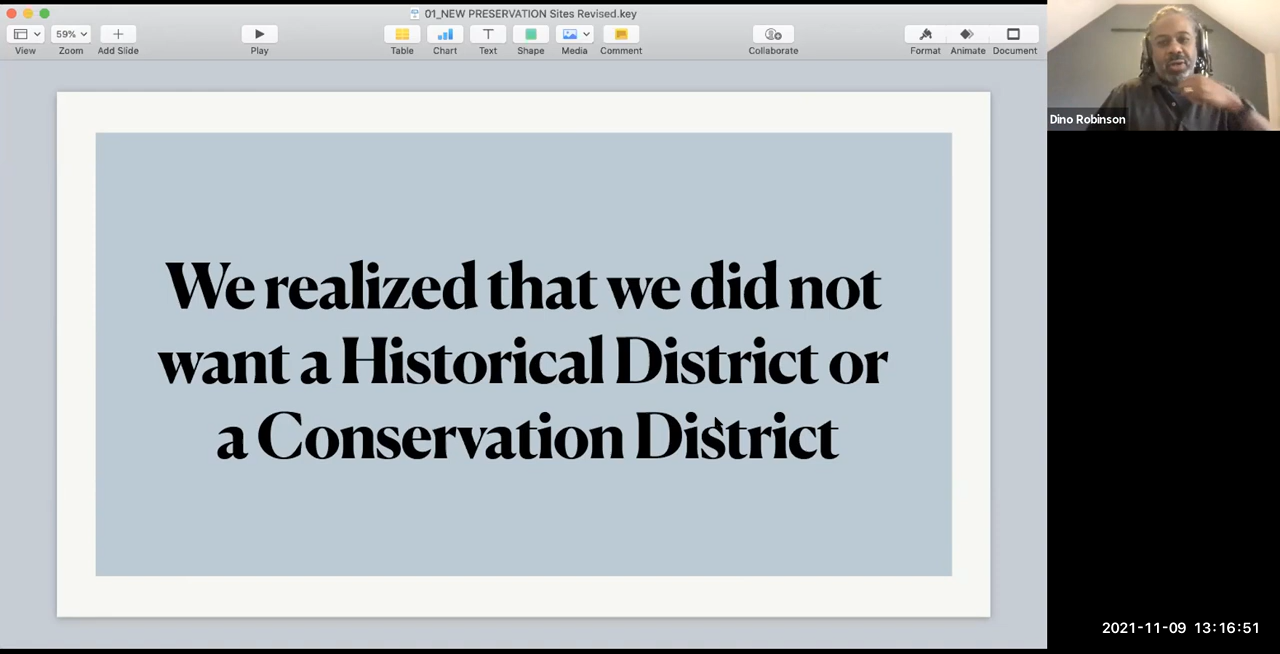 01_NEW PRESERVATION Sites Revised.key
59%
View
Zoom
Add Slide
Play
Table
Chart
Text
Shape
Media
Comment
Collaborate
Format
Animate
Document
Dino Robinson
We realized that we did not
want a Historical District or
a Conservation District
2021-11-09 13:16:51